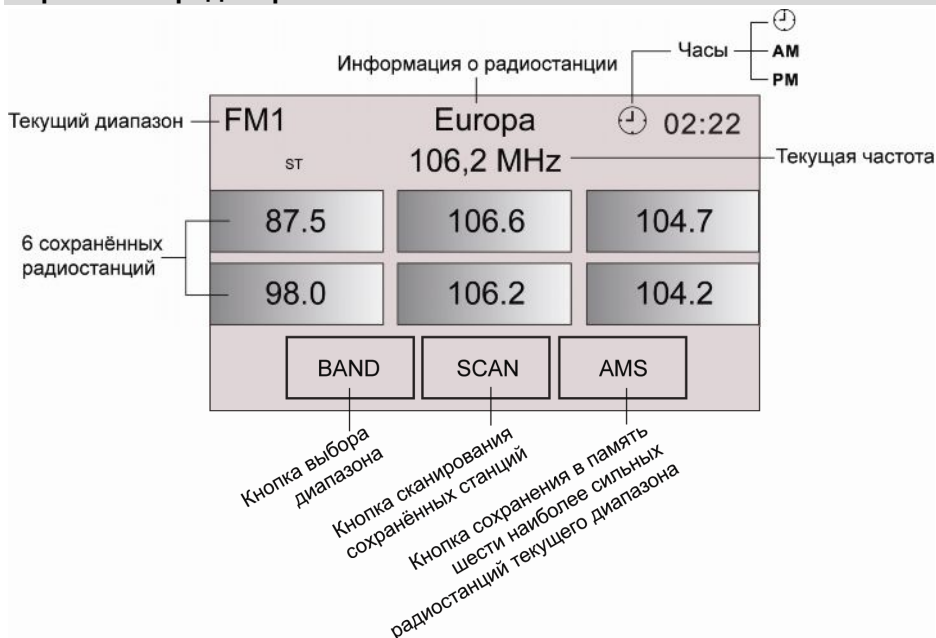 Часы
AM
PM
Информация о радиостанции
Текущий диапазон
FM1
Europa
02:22
ST
106,2 MHz
Текущая частота
6 сохранённых
радиостанций
87.5
106.6
104.7
98.0
106.2
104.2
BAND
SCAN
AMS
Кнопка выбора
диапазона
Кнопка сканирования
сохранённых станций
Кнопка сохранения в память
шести наиболее сильных
радиостанций текущего диапазона